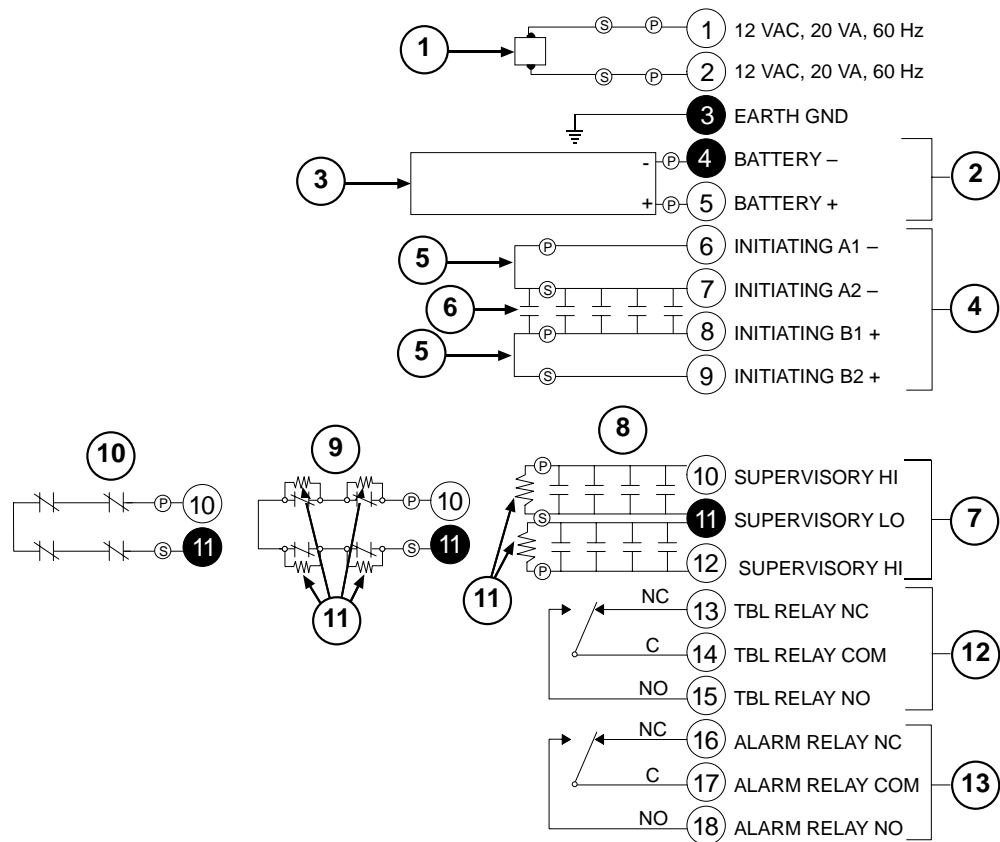 1 S P 1 12 VAC, 20 VA, 60 Hz
S P 2 12 VAC, 20 VA, 60 Hz
3 EARTH GND
3 - P 4 BATTERY – 2
+ P 5 BATTERY +
5 P 6 INITIATING A1 –
6 S 7 INITIATING A2 – 4
5 P 8 INITIATING B1 +
S 9 INITIATING B2 +
10 9 8
P 10 P 10 P 10 SUPERVISORY HI
S 11 S 11 S 11 SUPERVISORY LO 7
P 12 SUPERVISORY HI
11 11
NC 13 TBL RELAY NC
C 14 TBL RELAY COM 12
NO 15 TBL RELAY NO
NC 16 ALARM RELAY NC
C 17 ALARM RELAY COM 13
NO 18 ALARM RELAY NO